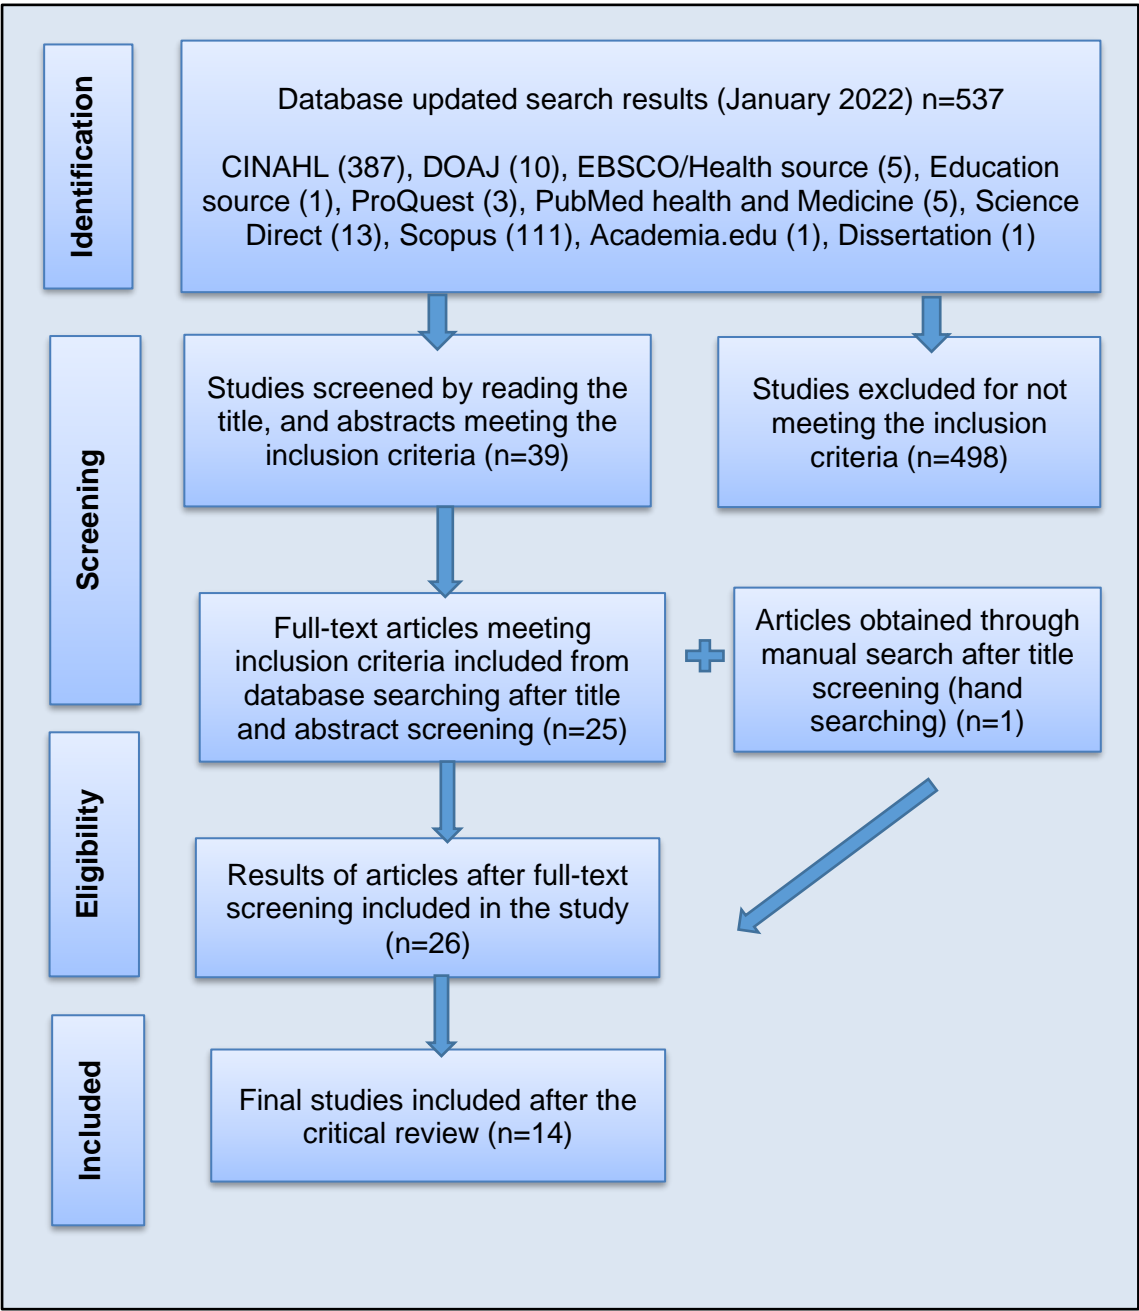 Identification
Database updated search results (January 2022) n=537
CINAHL (387), DOAJ (10), EBSCO/Health source (5), Education
source (1), ProQuest (3), PubMed health and Medicine (5), Science
Direct (13), Scopus (111), Academia.edu (1), Dissertation (1)
Screening
Studies screened by reading the
title, and abstracts meeting the
inclusion criteria (n=39)
Studies excluded for not
meeting the inclusion
criteria (n=498)
Full-text articles meeting
inclusion criteria included from
database searching after title
and abstract screening (n=25)
Articles obtained through
manual search after title
screening (hand
searching) (n=1)
Eligibility
Results of articles after full-text
screening included in the study
(n=26)
Included
Final studies included after the
critical review (n=14)